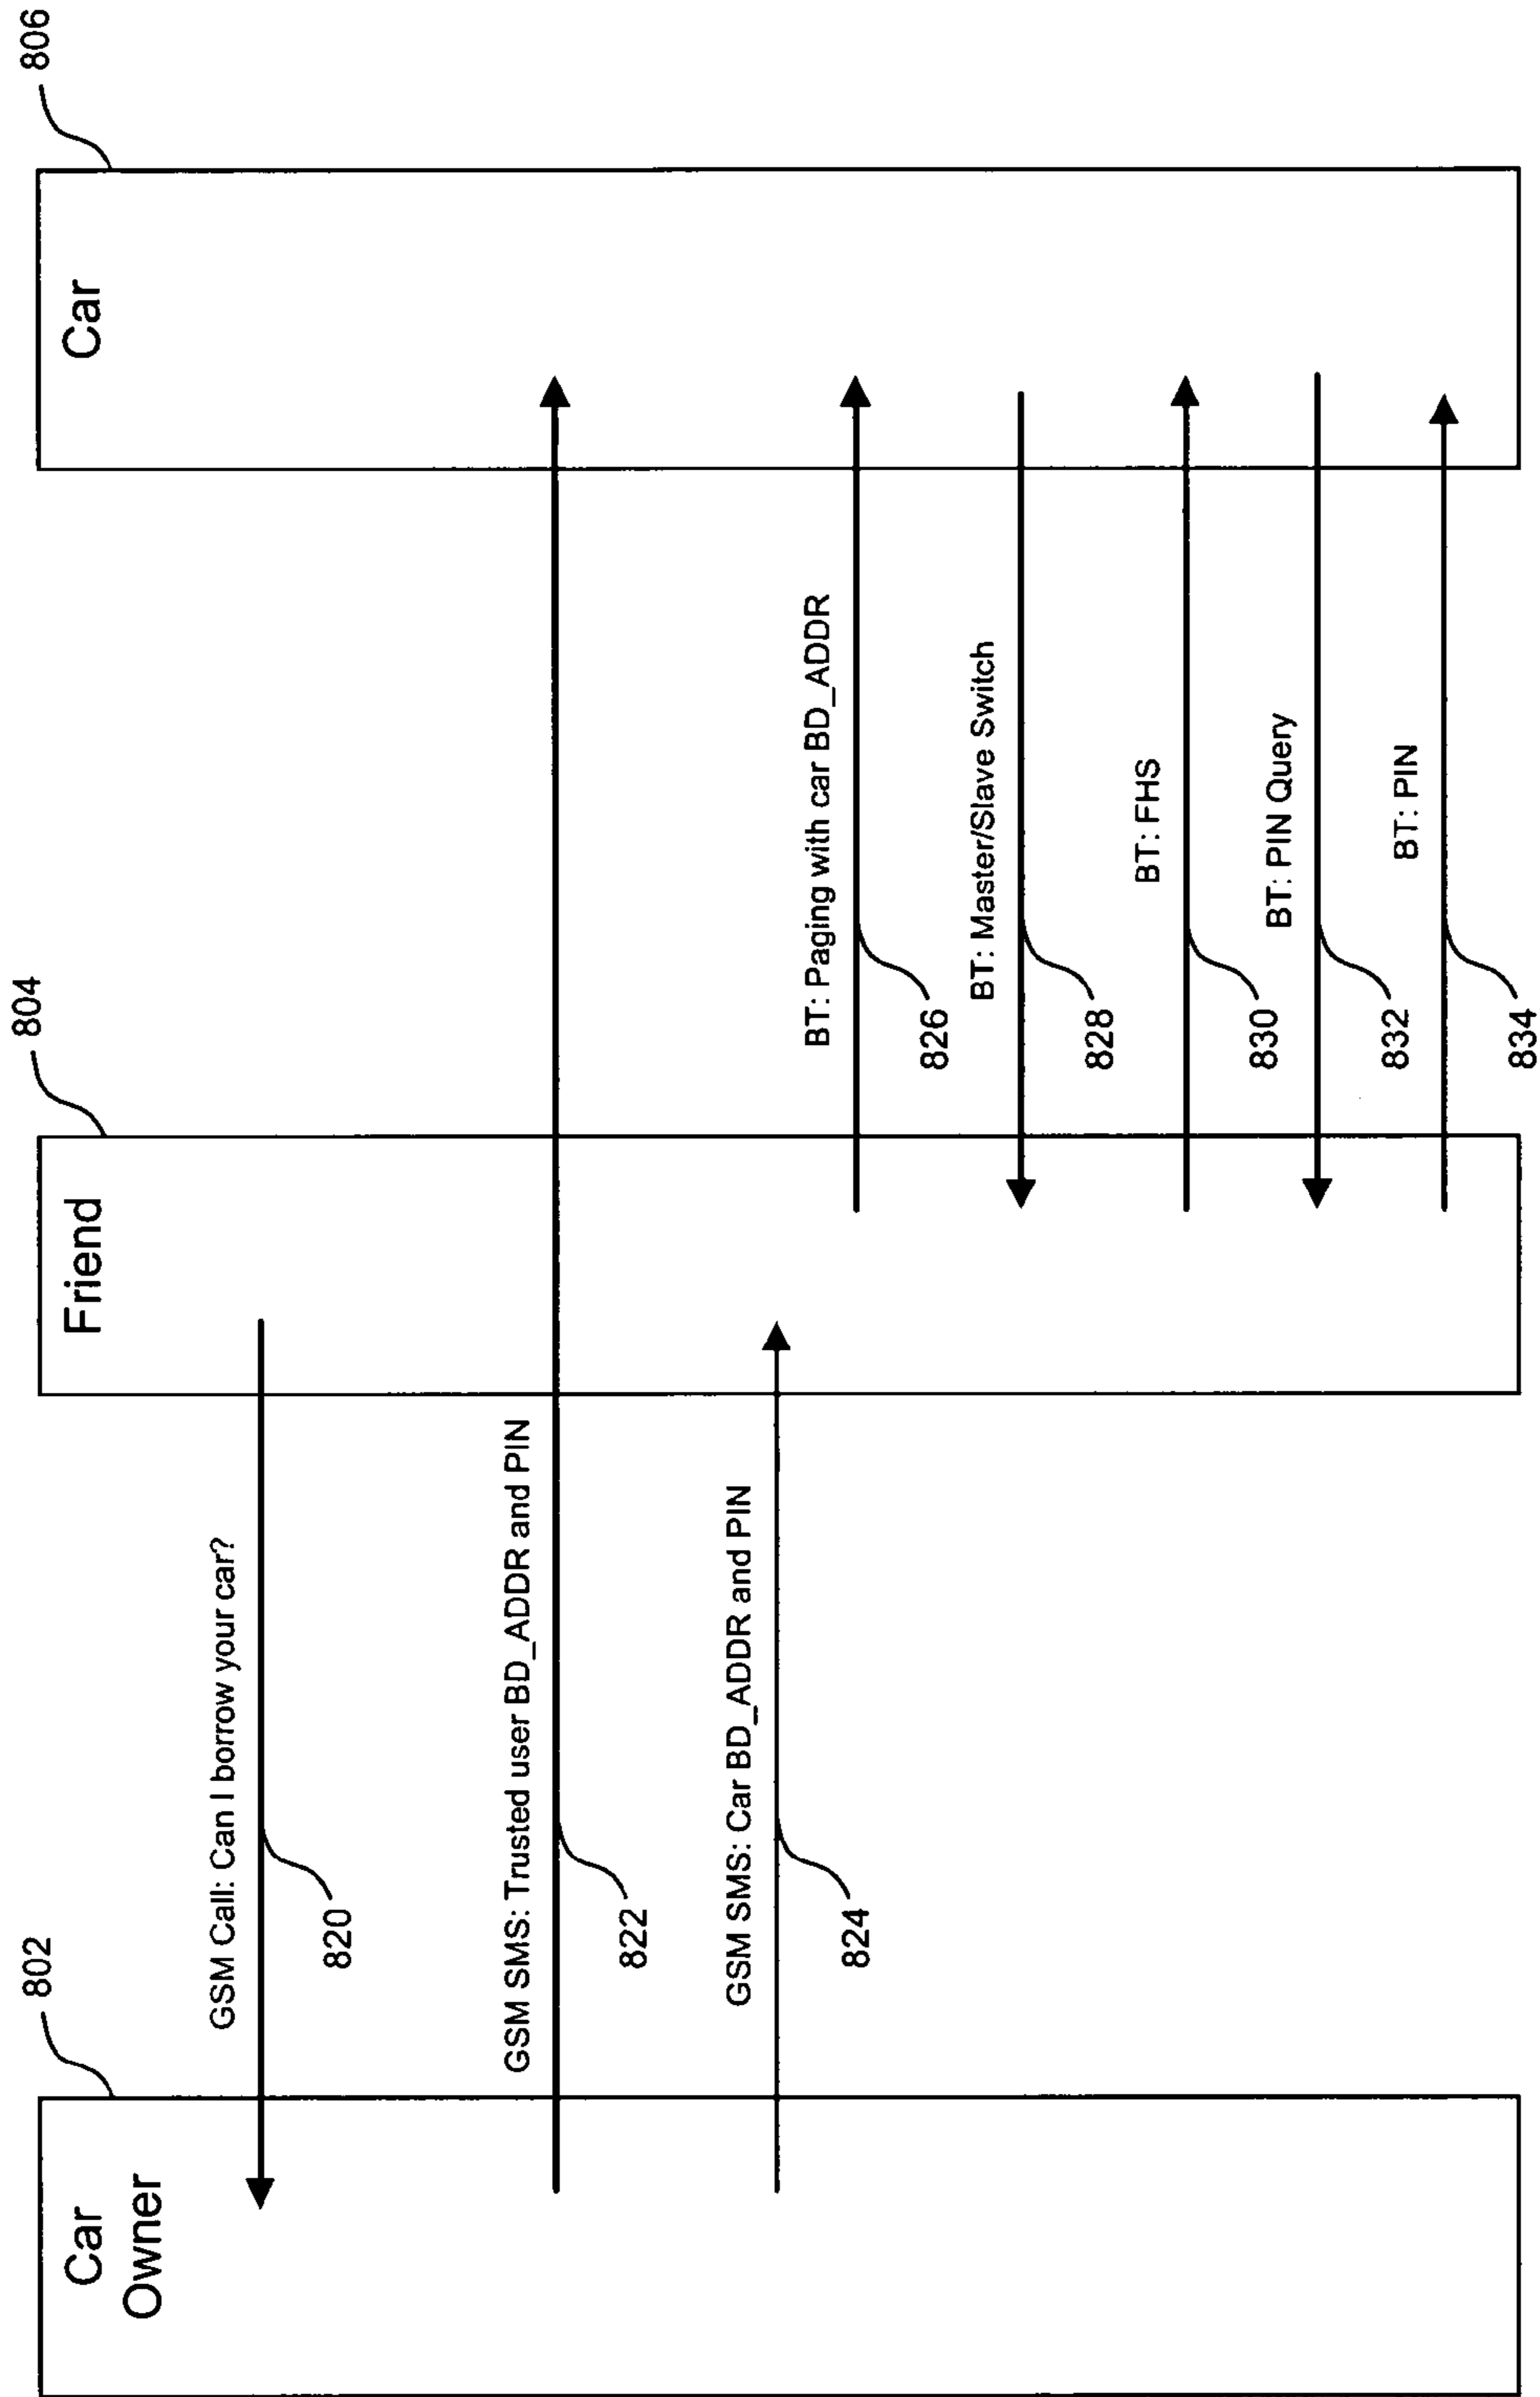 802
Car
Owner
804
Friend
806
Car
GSM Call: Can I borrow your car?
820
GSM SMS: Trusted user BD_ADDR and PIN
822
GSM SMS: Car BD_ADDR and PIN
824
BT: Paging with car BD_ADDR
826
BT: Master/Slave Switch
828
BT: FHS
830
BT: PIN Query
832
BT: PIN
834